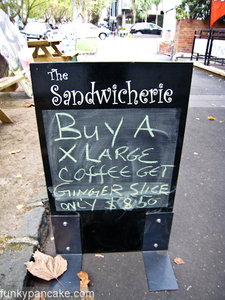 The
Sandwicherie
BUY A
X LARGE
COFFEE GET
GINGER SLICE
ONLY $8.50
funkypancake.com